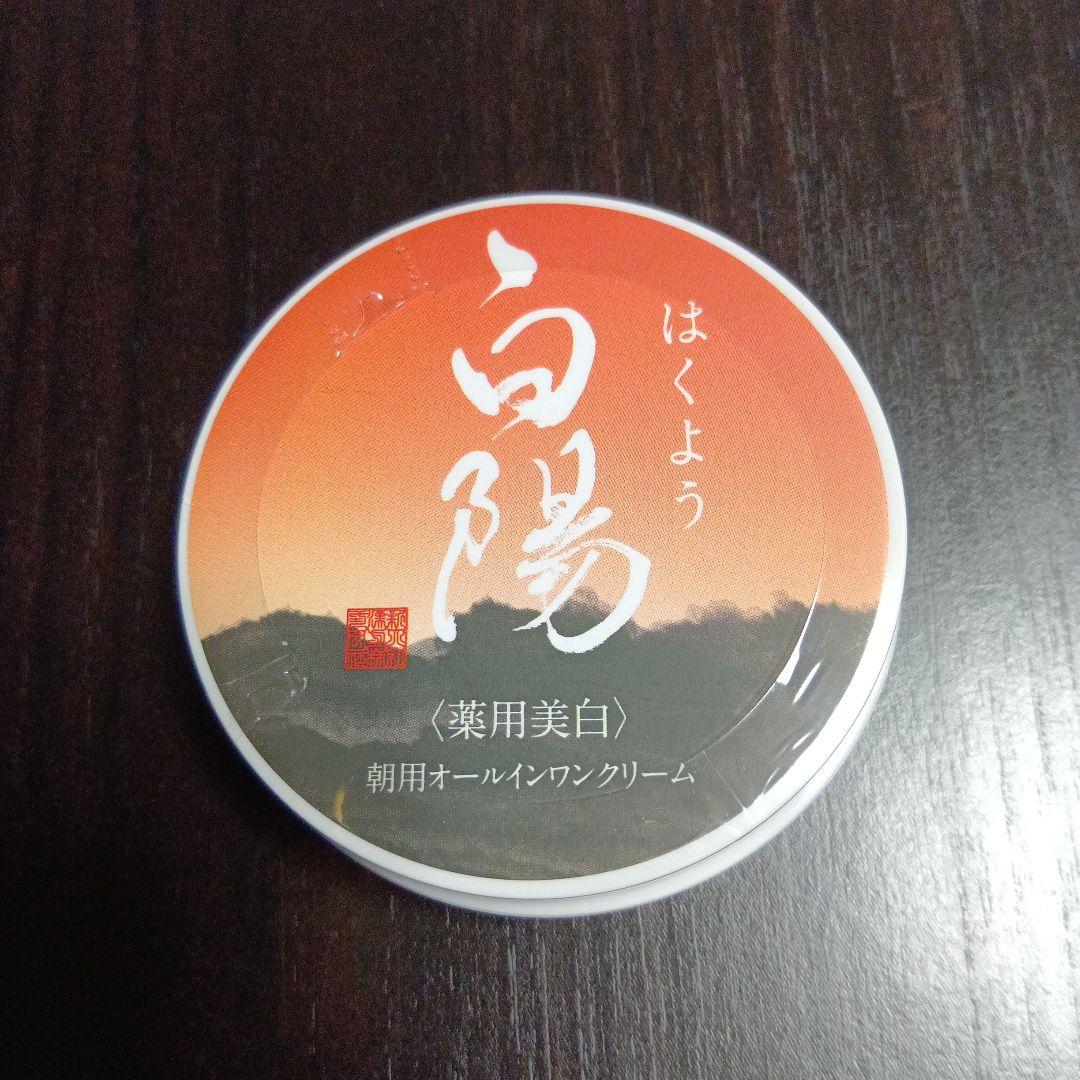 白陽
はくよう
〈薬用美白〉
朝用オールインワンクリーム